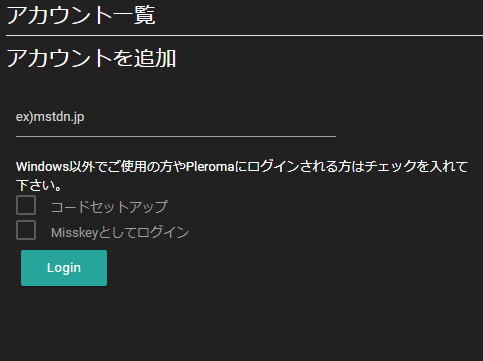 アカウント一覧
アカウントを追加
ex)mstdn.jp
Windows以外でご使用の方やPleromaにログインされる方はチェックを入れて
下さい。
コードセットアップ
Misskeyとしてログイン
Login